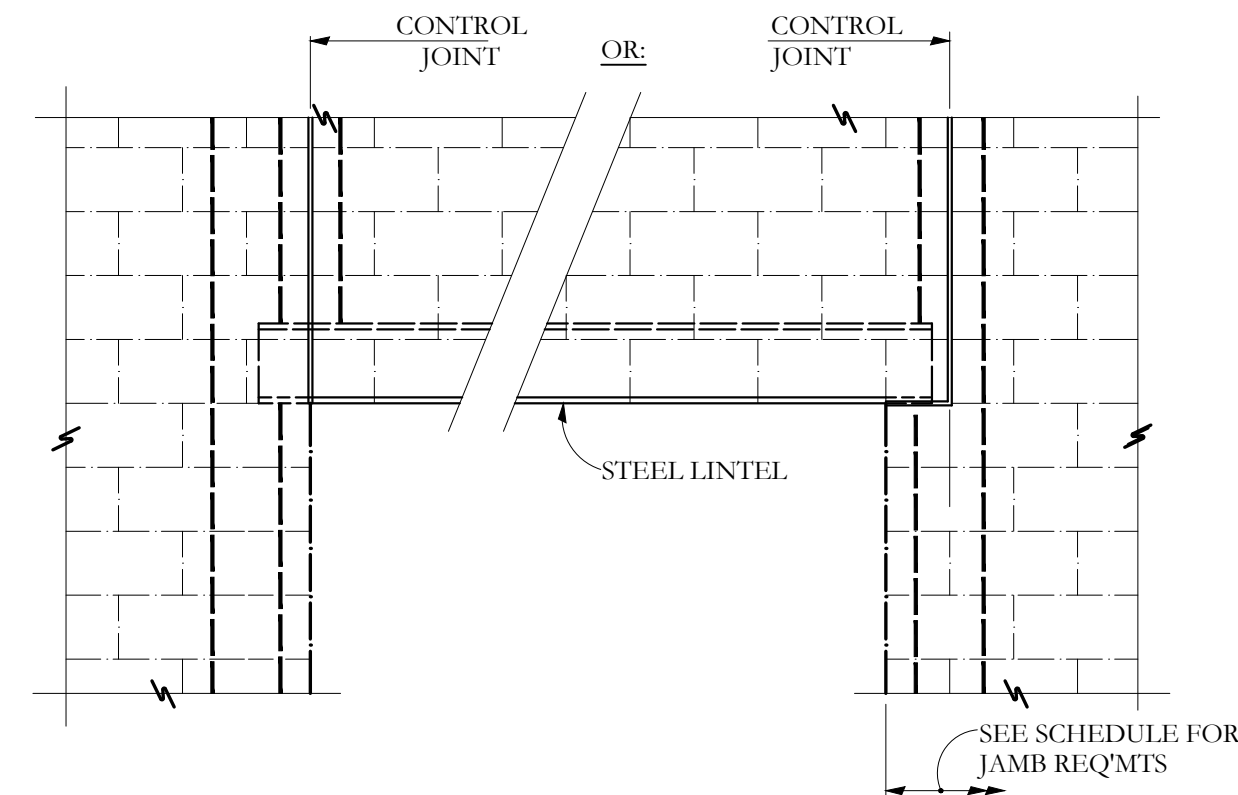 CONTROL
JOINT
OR:
CONTROL
JOINT
STEEL LINTEL
SEE SCHEDULE FOR
JAMB REQ'MTS